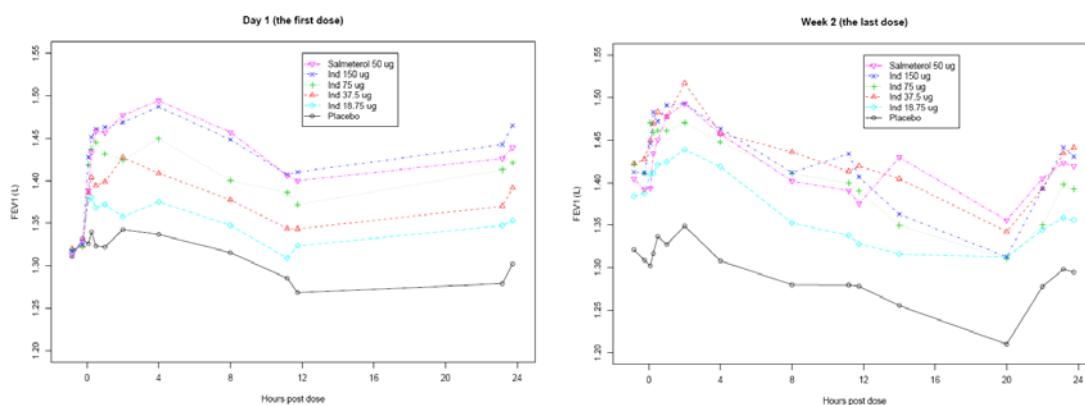 Day 1 (the first dose)
FEV1 (L)
1.55
1.50
1.45
1.40
1.35
1.30
1.25
1.20
Salmeterol 50 ug
Ind 150 ug
Ind 75 ug
Ind 37.5 ug
Ind 18.75 ug
Placebo
0 4 8 12 16 20 24
Hours post dose
Week 2 (the last dose)
FEV1 (L)
1.55
1.50
1.45
1.40
1.35
1.30
1.25
1.20
Salmeterol 50 ug
Ind 150 ug
Ind 75 ug
Ind 37.5 ug
Ind 18.75 ug
Placebo
0 4 8 12 16 20 24
Hours post dose